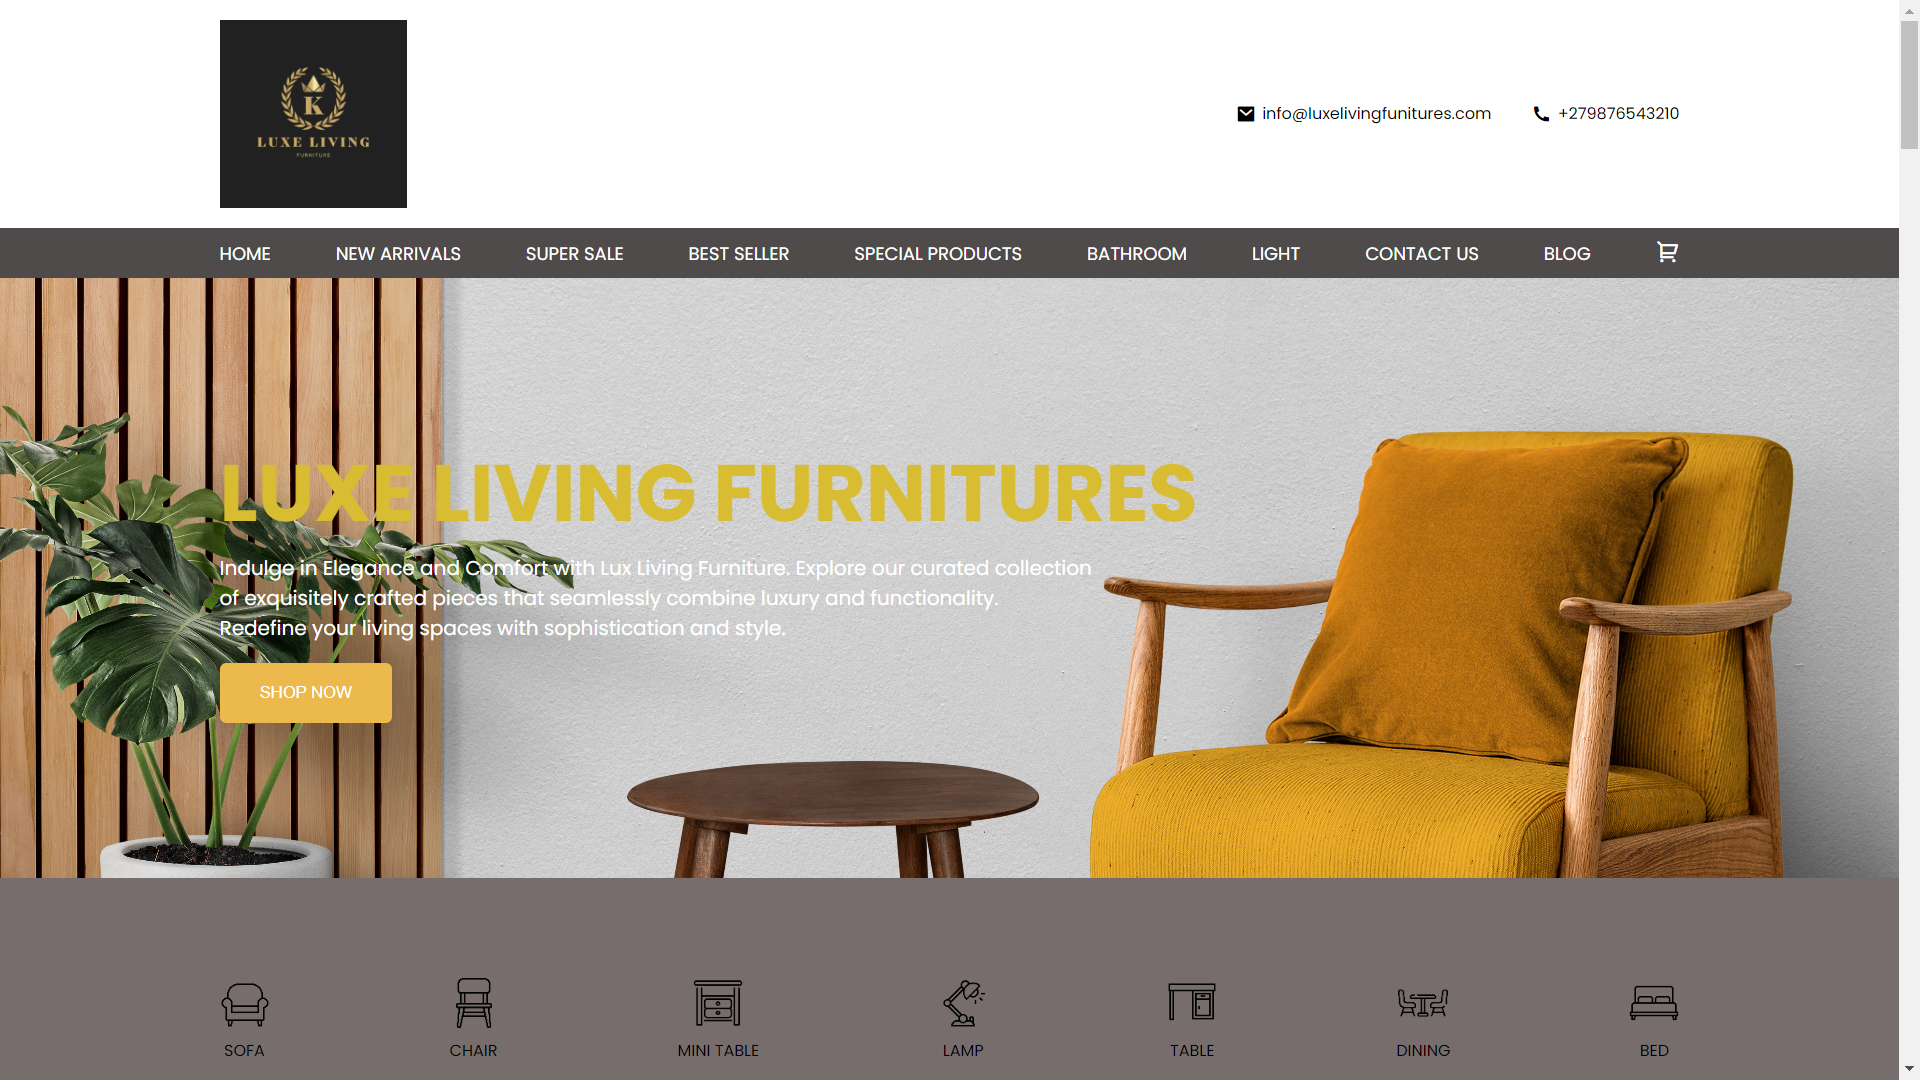 K
LUXE LIVING
FURNITURE
info@luxelivingfunitures.com
+279876543210
HOME
NEW ARRIVALS
SUPER SALE
BEST SELLER
SPECIAL PRODUCTS
BATHROOM
LIGHT
CONTACT US
BLOG
LUXE LIVING FURNITURES
Indulge in Elegance and Comfort with Lux Living Furniture. Explore our curated collection
of exquisitely crafted pieces that seamlessly combine luxury and functionality.
Redefine your living spaces with sophistication and style.
SHOP NOW
SOFA
CHAIR
MINI TABLE
LAMP
TABLE
DINING
BED